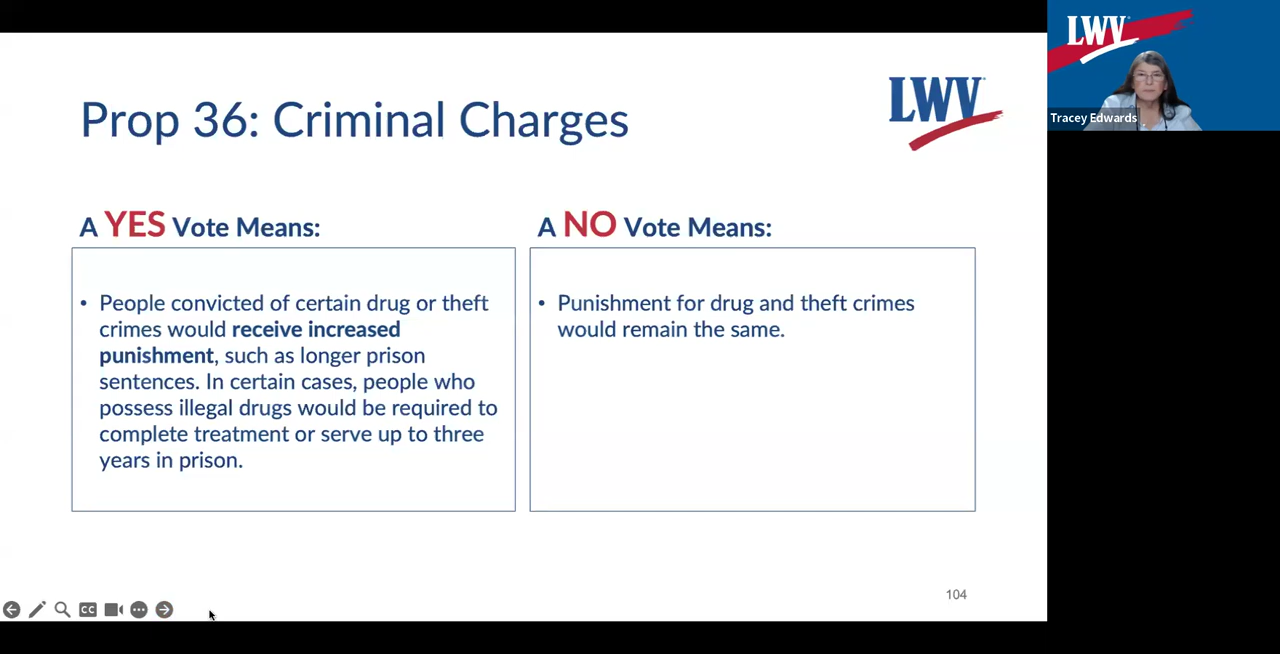 LWV
Tracey Edwards
Prop 36: Criminal Charges
LWV
A YES Vote Means:
• People convicted of certain drug or theft
crimes would receive increased
punishment, such as longer prison
sentences. In certain cases, people who
possess illegal drugs would be required to
complete treatment or serve up to three
years in prison.
A NO Vote Means:
• Punishment for drug and theft crimes
would remain the same.
CC
104